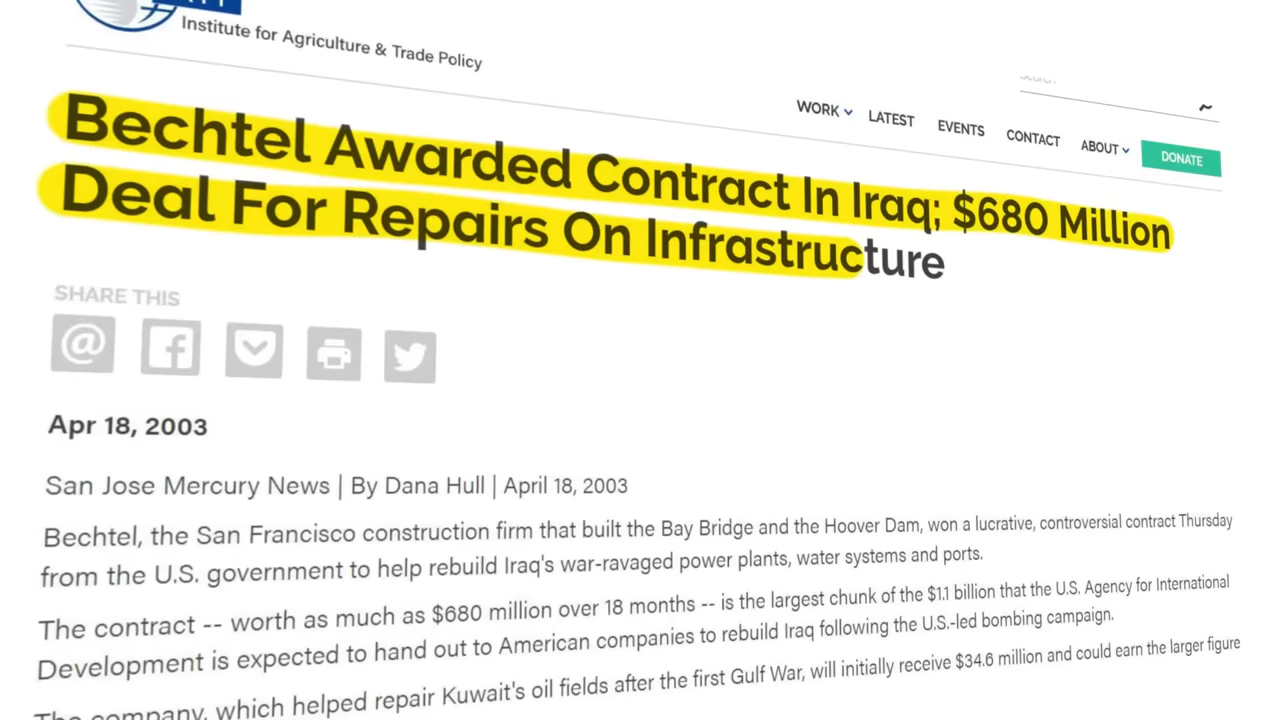 Institute for Agriculture & Trade Policy
WORK LATEST EVENTS CONTACT ABOUT DONATE
Bechtel Awarded Contract In Iraq; $680 Million
Deal For Repairs On Infrastructure
SHARE THIS
Apr 18, 2003
San Jose Mercury News | By Dana Hull | April 18, 2003
Bechtel, the San Francisco construction firm that built the Bay Bridge and the Hoover Dam, won a lucrative, controversial contract Thursday
from the U.S. government to help rebuild Iraq's war-ravaged power plants, water systems and ports.
The contract -- worth as much as $680 million over 18 months -- is the largest chunk of the $1.1 billion that the U.S. Agency for International
Development is expected to hand out to American companies to rebuild Iraq following the U.S.-led bombing campaign.
The company, which helped repair Kuwait's oil fields after the first Gulf War, will initially receive $34.6 million and could earn the larger figure